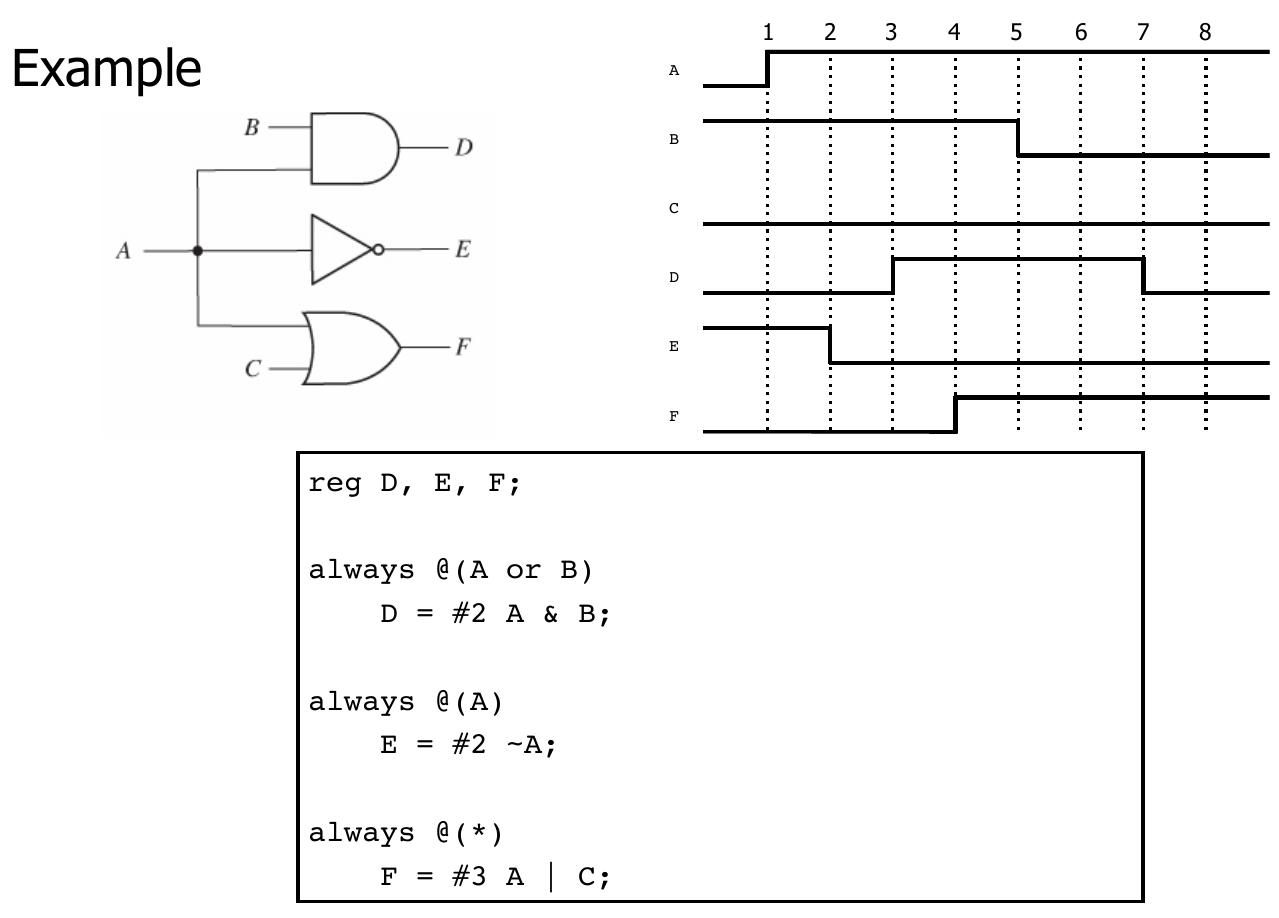 Example
B
D
A
E
C
F
1 2 3 4 5 6 7 8
A
B
C
D
E
F
reg D, E, F;
always @(A or B)
D = #2 A & B;
always @(A)
E = #2 ~A;
always @(*)
F = #3 A | C;